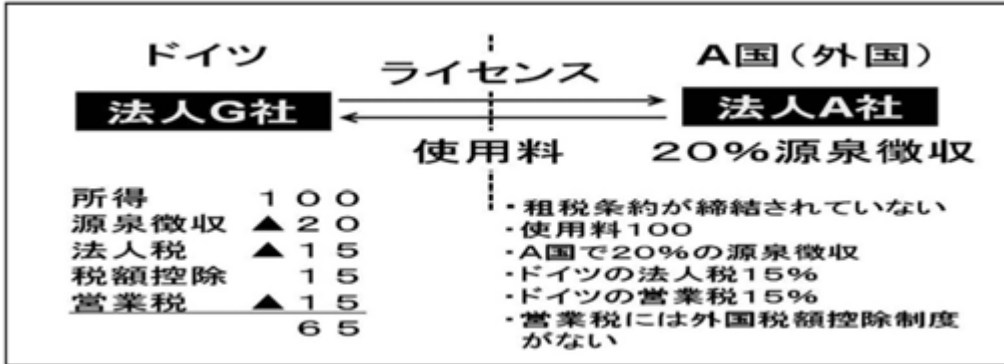 ドイツ
ライセンス
A国(外国)
法人G社
法人A社
使用料
20%源泉徴収
所得 100
源泉徴収 ▲20
法人税 ▲15
税額控除 15
営業税 ▲15
65
・租税条約が締結されていない
・使用料100
・A国で20%の源泉徴収
・ドイツの法人税15%
・ドイツの営業税15%
・営業税には外国税額控除制度
がない